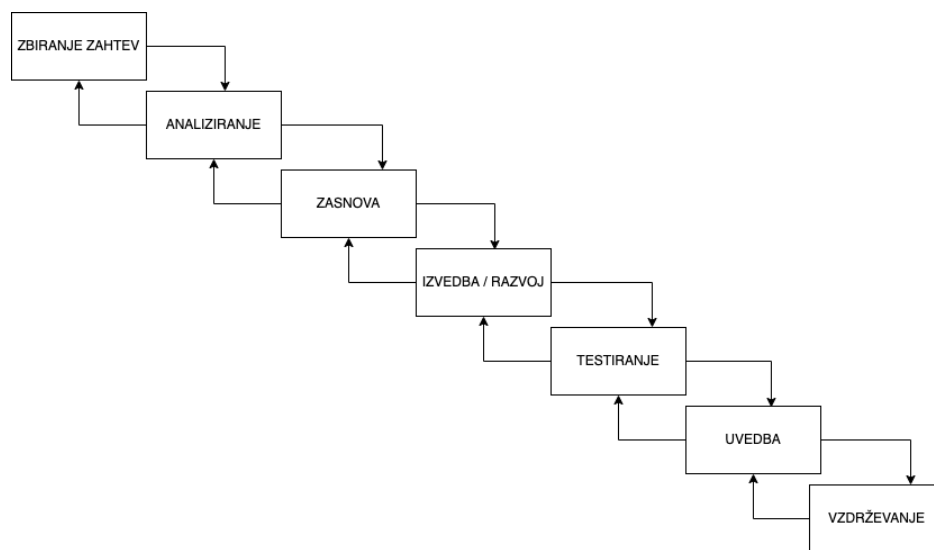 ZBIRANJE ZAHTEV
ANALIZIRANJE
ZASNOVA
IZVEDBA / RAZVOJ
TESTIRANJE
UVEDBA
VZDRŽEVANJE